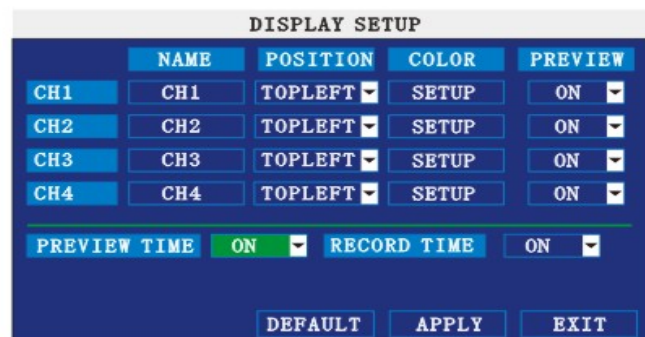 DISPLAY SETUP
NAME POSITION COLOR PREVIEW
CH1 CH1 TOPLEFT SETUP ON
CH2 CH2 TOPLEFT SETUP ON
CH3 CH3 TOPLEFT SETUP ON
CH4 CH4 TOPLEFT SETUP ON
PREVIEW TIME ON RECORD TIME ON
DEFAULT APPLY EXIT